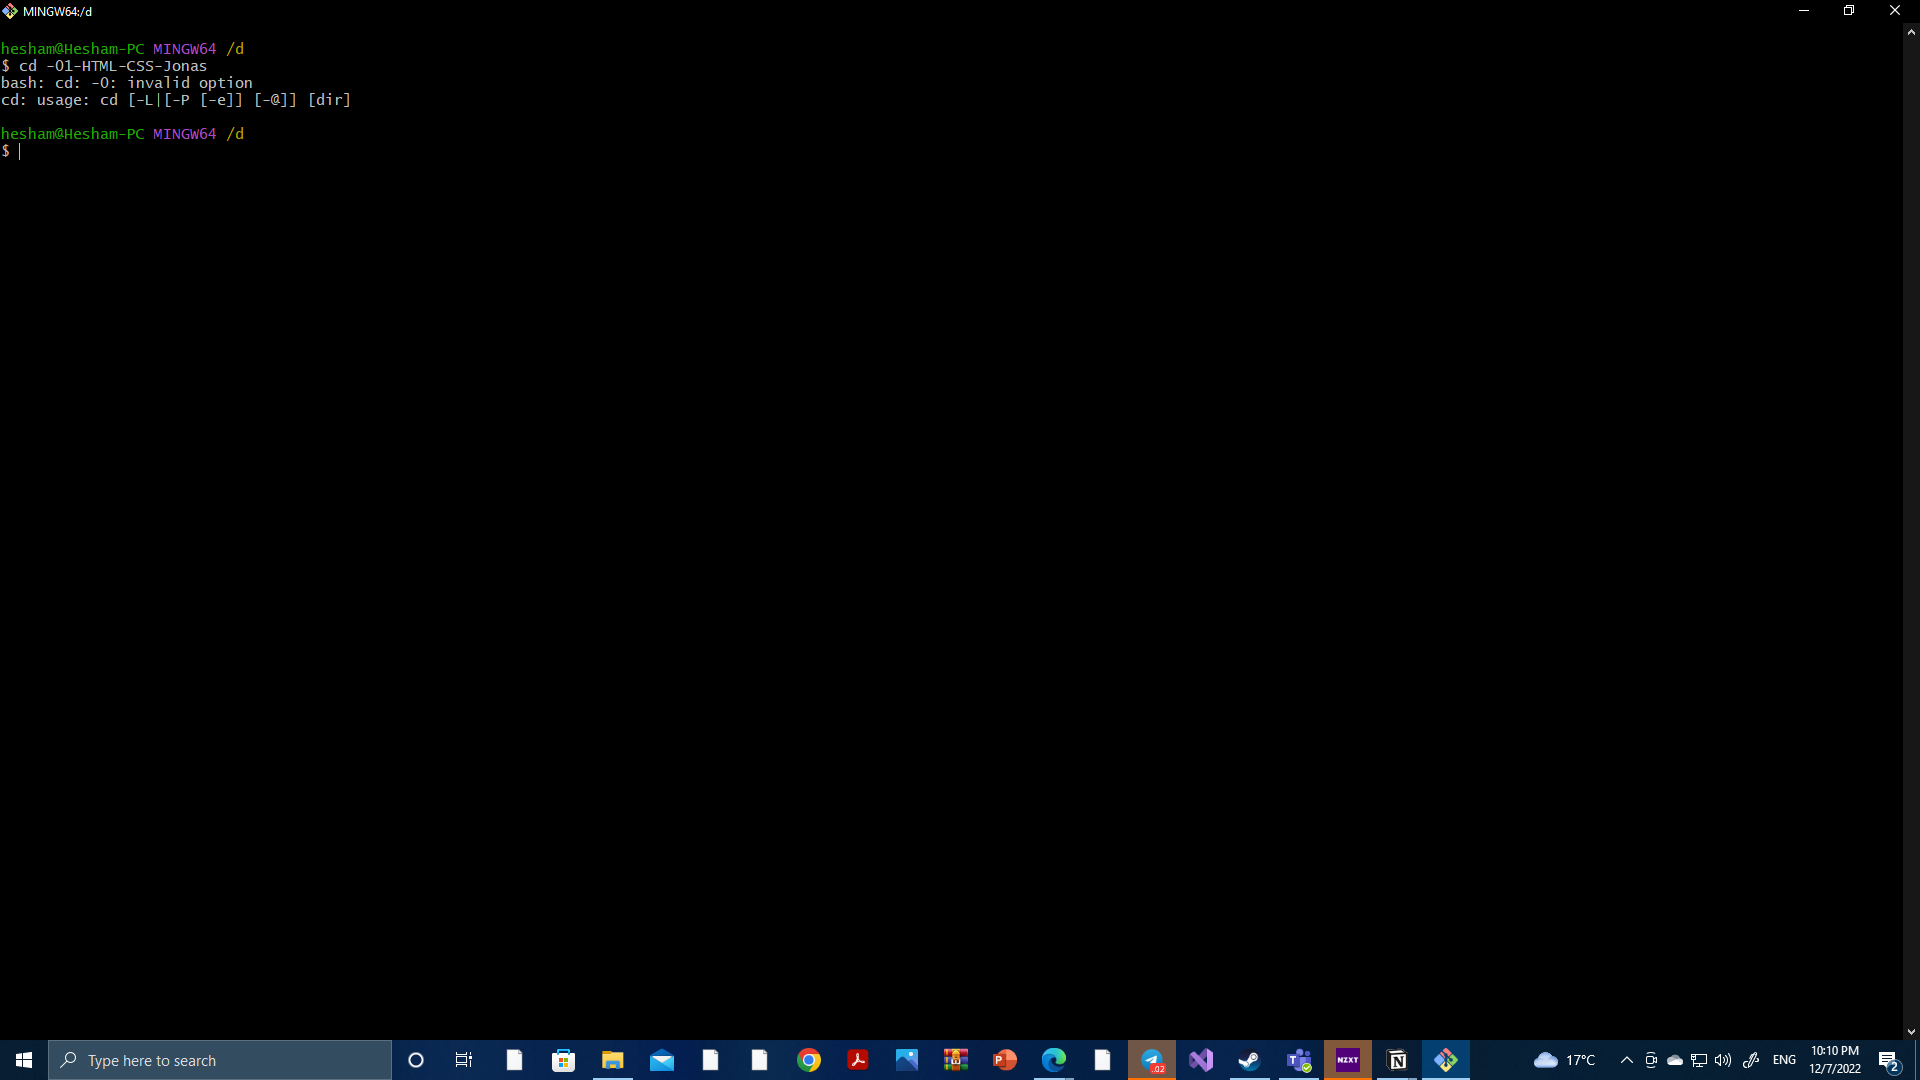 MINGW64:/d
hesham@Hesham-PC MINGW64 /d
$ cd -01-HTML-CSS-Jonas
bash: cd: -0: invalid option
cd: usage: cd [-L|[-P [-e]] [-@]] [dir]
hesham@Hesham-PC MINGW64 /d
$
Type here to search
.02
NZXT
17°C
ENG
10:10 PM
12/7/2022
2